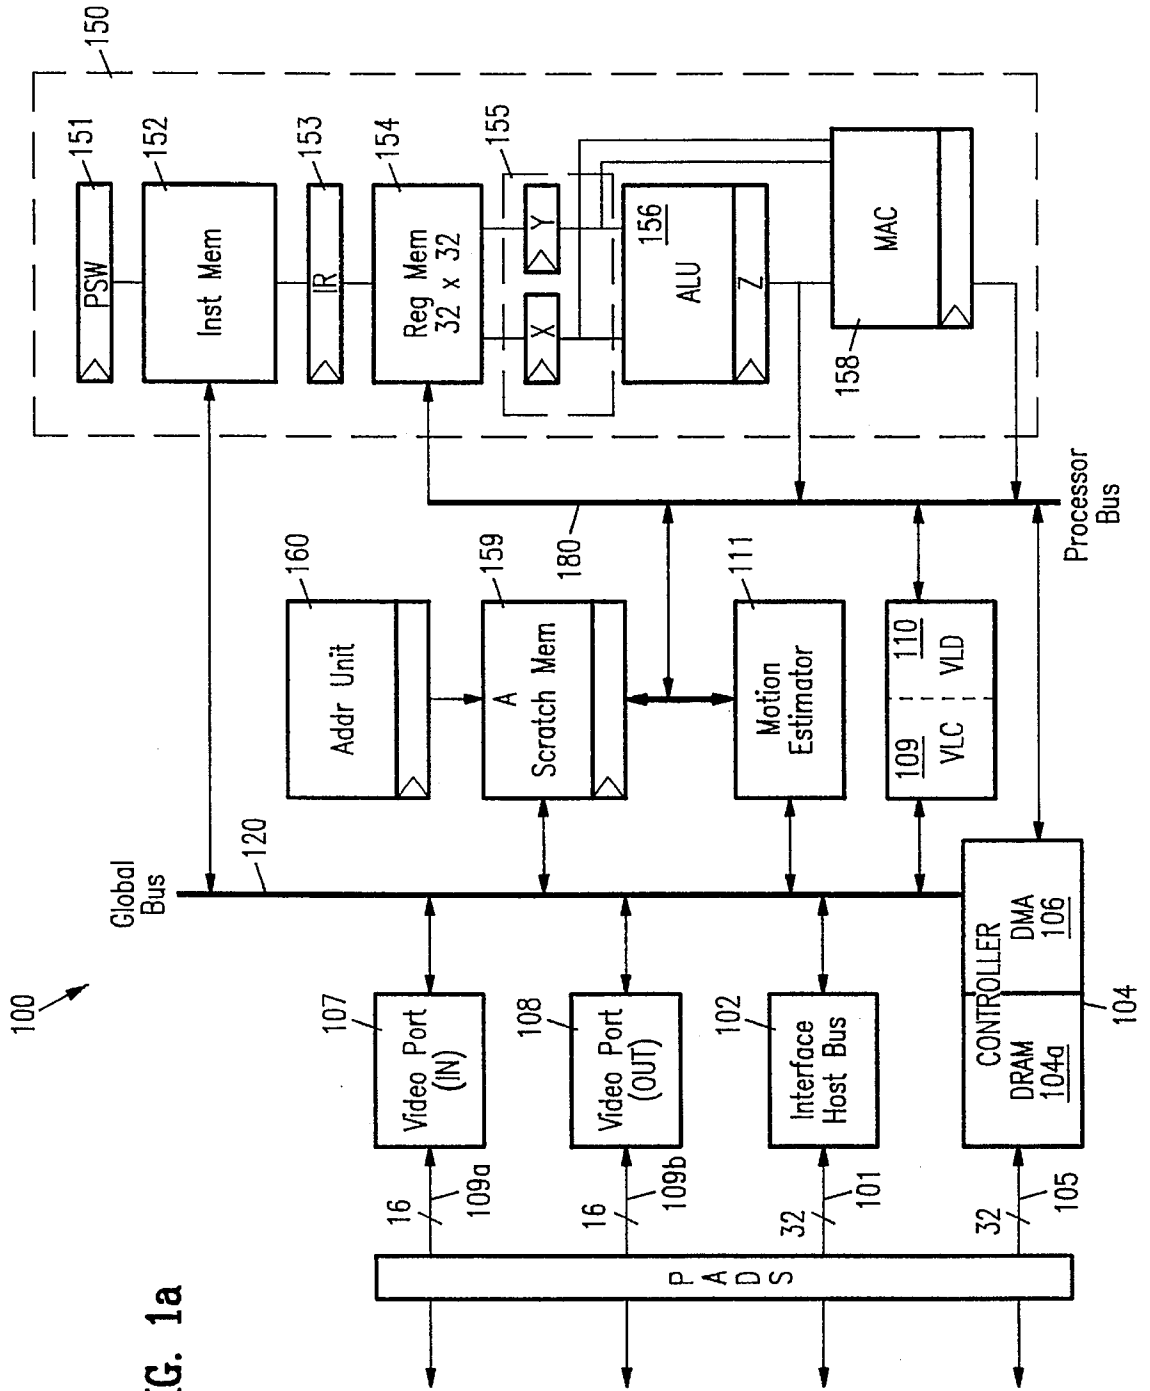 IG. 1a
100
Global
Bus
120
PADS
16
109a
16
109b
32
101
32
105
107
Video Port
(IN)
108
Video Port
(OUT)
102
Interface
Host Bus
CONTROLLER
DRAM
104a
DMA
106
104
160
Addr Unit
159
A
Scratch Mem
111
Motion
Estimator
109
VLC
110
VLD
180
Processor
Bus
150
151
PSW
152
Inst Mem
153
IR
154
Reg Mem
32 x 32
155
X
Y
156
ALU
Z
158
MAC